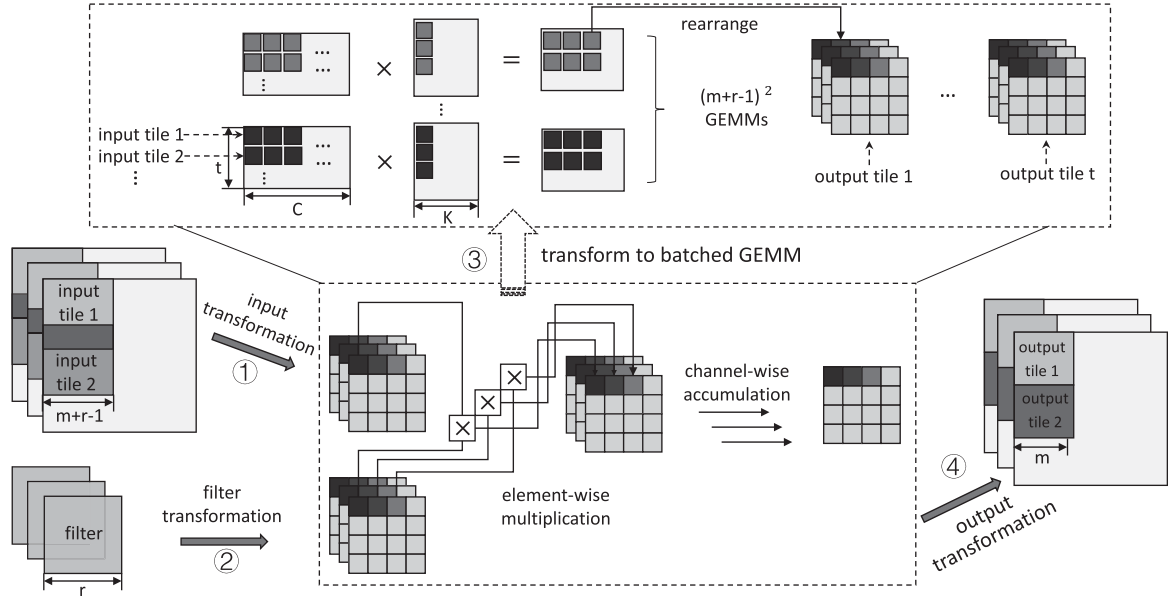 rearrange
... × = (m+r-1) 2
... GEMMs
⋮
...
input tile 1
input tile 2
⋮
t
...
...
⋮
× =
C
K
output tile 1
output tile t
③ transform to batched GEMM
input
tile 1
input
tile 2
m+r-1
input
transformation
①
filter
r
filter
transformation
②
×
×
×
element-wise
multiplication
channel-wise
accumulation
④
output
transformation
output
tile 1
output
tile 2
m